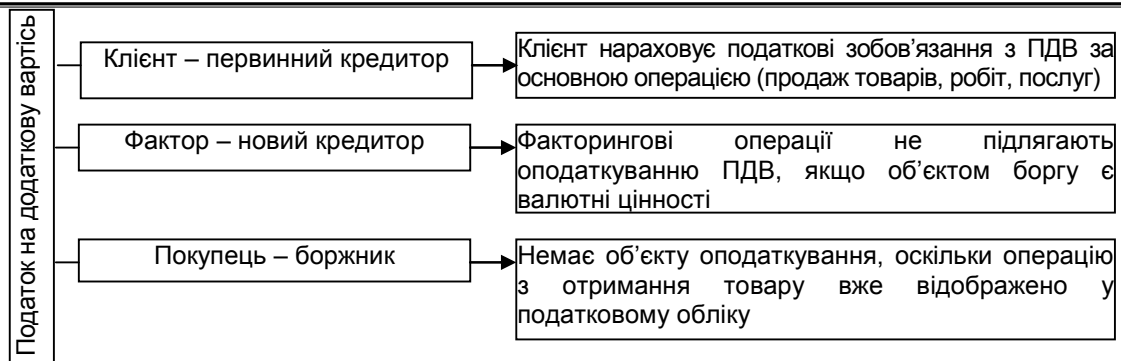 Податок на додаткову вартісь
Клієнт – первинний кредитор
Клієнт нараховує податкові зобов’язання з ПДВ за
основною операцією (продаж товарів, робіт, послуг)
Фактор – новий кредитор
Факторингові операції не підлягають
оподаткуванню ПДВ, якщо об’єктом боргу є
валютні цінності
Покупець – боржник
Немає об’єкту оподаткування, оскільки операцію
з отримання товару вже відображено у
податковому обліку